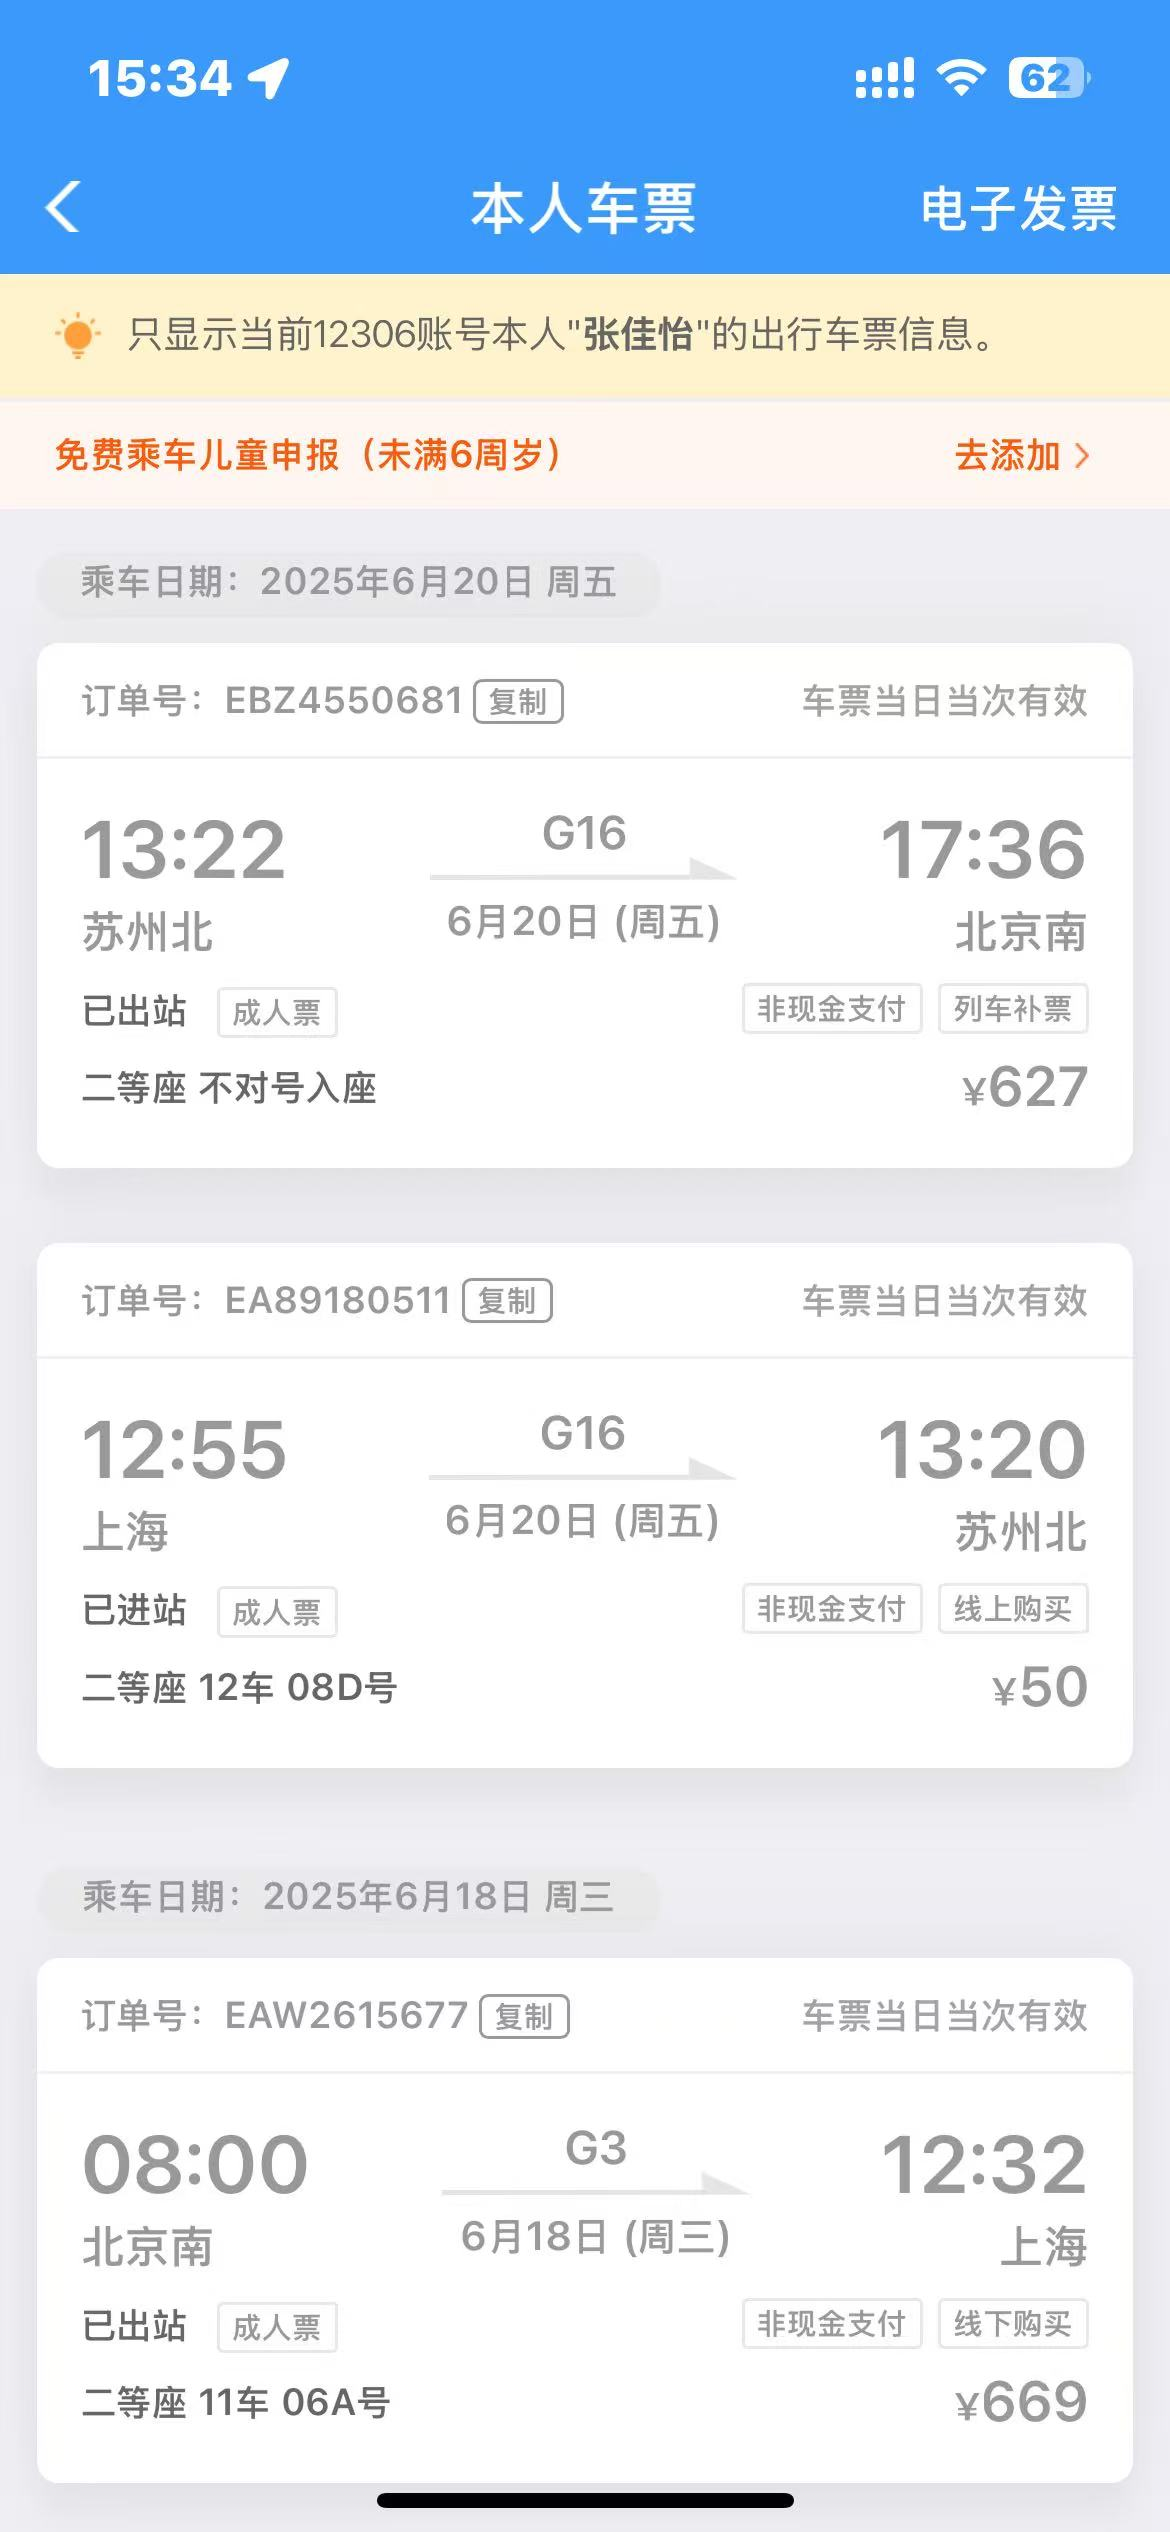 15:34 62
本人车票 电子发票
只显示当前12306账号本人"张佳怡"的出行车票信息。
免费乘车儿童申报（未满6周岁） 去添加
乘车日期：2025年6月20日 周五
订单号：EBZ4550681 复制 车票当日当次有效
13:22 G16 17:36
苏州北 6月20日 (周五) 北京南
已出站 成人票 非现金支付 列车补票
二等座 不对号入座 ¥627
订单号：EA89180511 复制 车票当日当次有效
12:55 G16 13:20
上海 6月20日 (周五) 苏州北
已进站 成人票 非现金支付 线上购买
二等座 12车 08D号 ¥50
乘车日期：2025年6月18日 周三
订单号：EAW2615677 复制 车票当日当次有效
08:00 G3 12:32
北京南 6月18日 (周三) 上海
已出站 成人票 非现金支付 线下购买
二等座 11车 06A号 ¥669